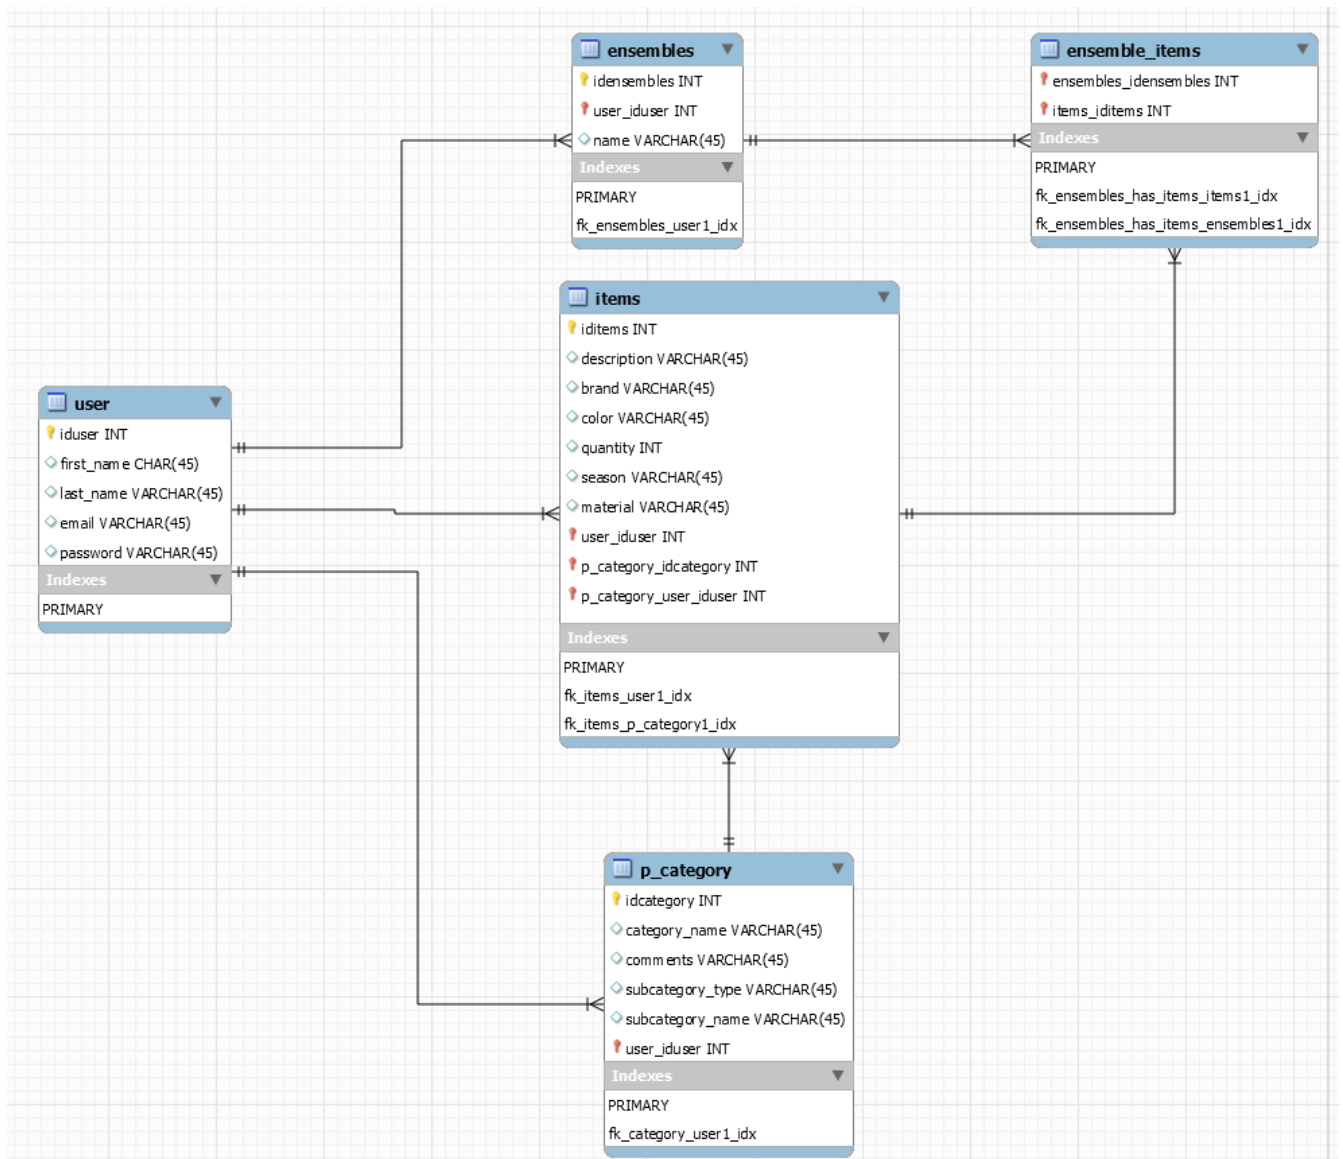 ensembles
idensembles INT
user_iduser INT
name VARCHAR(45)
Indexes
PRIMARY
fk_ensembles_user1_idx
ensemble_items
ensembles_idensembles INT
items_iditems INT
Indexes
PRIMARY
fk_ensembles_has_items_items1_idx
fk_ensembles_has_items_ensembles1_idx
items
iditems INT
description VARCHAR(45)
brand VARCHAR(45)
color VARCHAR(45)
quantity INT
season VARCHAR(45)
material VARCHAR(45)
user_iduser INT
p_category_idcategory INT
p_category_user_iduser INT
Indexes
PRIMARY
fk_items_user1_idx
fk_items_p_category1_idx
user
iduser INT
first_name CHAR(45)
last_name VARCHAR(45)
email VARCHAR(45)
password VARCHAR(45)
Indexes
PRIMARY
p_category
idcategory INT
category_name VARCHAR(45)
comments VARCHAR(45)
subcategory_type VARCHAR(45)
subcategory_name VARCHAR(45)
user_iduser INT
Indexes
PRIMARY
fk_category_user1_idx